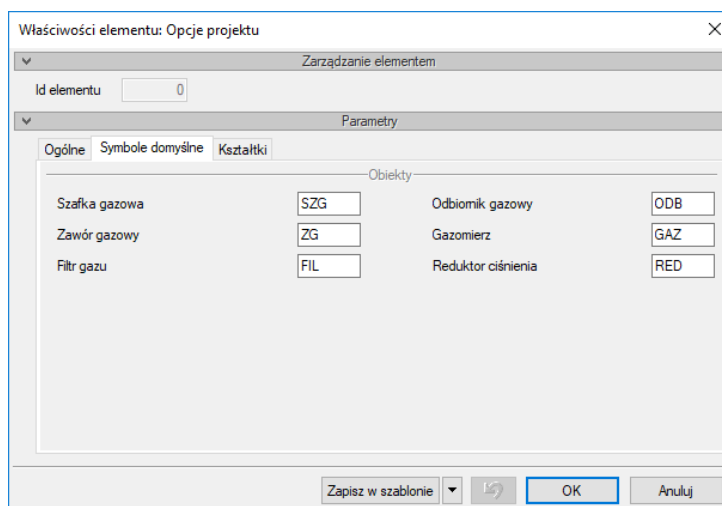 Właściwości elementu: Opcje projektu
Zarządzanie elementem
Id elementu 0
Parametry
Ogólne Symbole domyślne Kształtki
Obiekty
Szafka gazowa SZG Odbiornik gazowy ODB
Zawór gazowy ZG Gazomierz GAZ
Filtr gazu FIL Reduktor ciśnienia RED
Zapisz w szablonie OK Anuluj